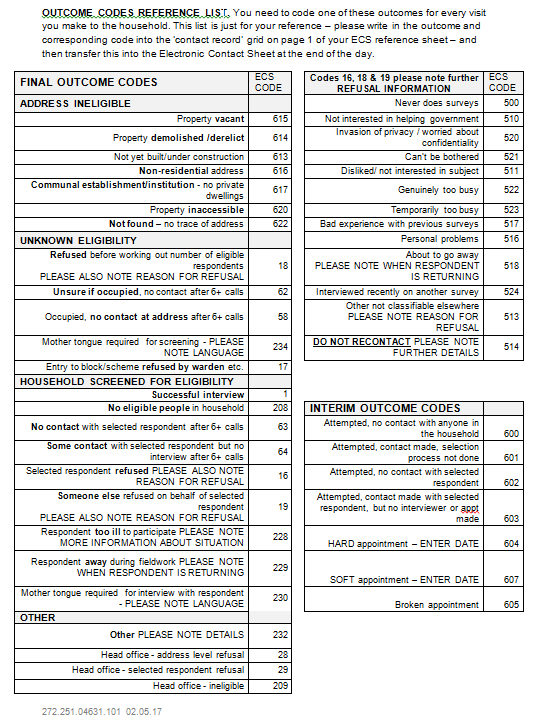 OUTCOME CODES REFERENCE LIST. You need to code one of these outcomes for every visit
you make to the household. This list is just for your reference – please write in the outcome and
corresponding code into the 'contact record' grid on page 1 of your ECS reference sheet – and
then transfer this into the Electronic Contact Sheet at the end of the day.
FINAL OUTCOME CODES
ECS
CODE
ADDRESS INELIGIBLE
Property vacant 615
Property demolished /derelict 614
Not yet built/under construction 613
Non-residential address 616
Communal establishment/institution - no private
dwellings 617
Property inaccessible 620
Not found – no trace of address 622
UNKNOWN ELIGIBILITY
Refused before working out number of eligible
respondents
PLEASE ALSO NOTE REASON FOR REFUSAL 18
Unsure if occupied, no contact after 6+ calls 62
Occupied, no contact at address after 6+ calls 58
Mother tongue required for screening - PLEASE
NOTE LANGUAGE 234
Entry to block/scheme refused by warden etc. 17
HOUSEHOLD SCREENED FOR ELIGIBILITY
Successful interview 1
No eligible people in household 208
No contact with selected respondent after 6+ calls 63
Some contact with selected respondent but no
interview after 6+ calls 64
Selected respondent refused PLEASE ALSO NOTE
REASON FOR REFUSAL 16
Someone else refused on behalf of selected
respondent
PLEASE ALSO NOTE REASON FOR REFUSAL 19
Respondent too ill to participate PLEASE NOTE
MORE INFORMATION ABOUT SITUATION 228
Respondent away during fieldwork PLEASE NOTE
WHEN RESPONDENT IS RETURNING 229
Mother tongue required for interview with respondent
- PLEASE NOTE LANGUAGE 230
OTHER
Other PLEASE NOTE DETAILS 232
Head office - address level refusal 28
Head office - selected respondent refusal 29
Head office - ineligible 209
Codes 16, 18 & 19 please note further
REFUSAL INFORMATION
ECS
CODE
Never does surveys 500
Not interested in helping government 510
Invasion of privacy / worried about
confidentiality 520
Can't be bothered 521
Disliked/ not interested in subject 511
Genuinely too busy 522
Temporarily too busy 523
Bad experience with previous surveys 517
Personal problems 516
About to go away
PLEASE NOTE WHEN RESPONDENT
IS RETURNING 518
Interviewed recently on another survey 524
Other not classifiable elsewhere
PLEASE NOTE REASON FOR
REFUSAL 513
DO NOT RECONTACT PLEASE NOTE
FURTHER DETAILS 514
INTERIM OUTCOME CODES
Attempted, no contact with anyone in
the household 600
Attempted, contact made, selection
process not done 601
Attempted, no contact with selected
respondent 602
Attempted, contact made with selected
respondent, but no interviewer or appt
made 603
HARD appointment – ENTER DATE 604
SOFT appointment – ENTER DATE 607
Broken appointment 605
272.251.04631.101 02.05.17